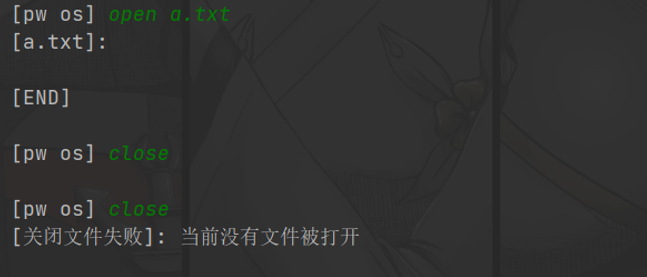 [pw os] open a.txt
[a.txt]:
[END]
[pw os] close
[pw os] close
[关闭文件失败]: 当前没有文件被打开